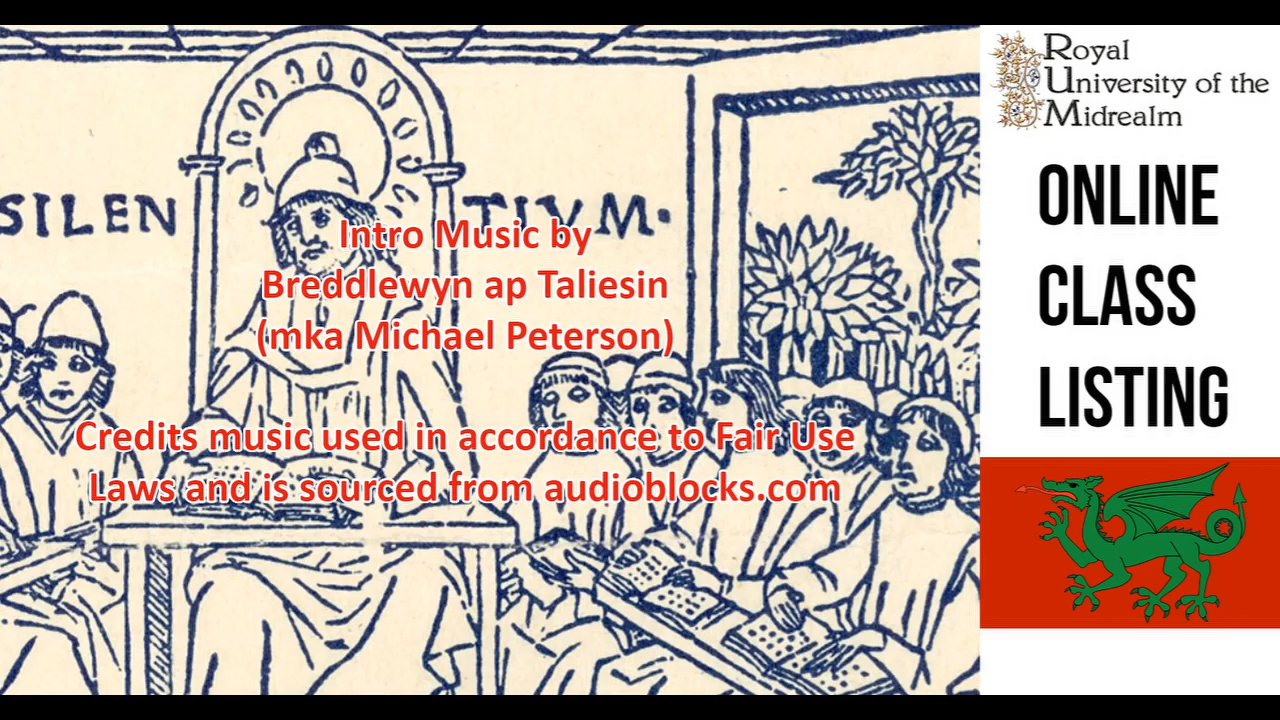 SILEN TIVM.
Intro Music by
Breddlewyn ap Taliesin
(mka Michael Peterson)
Credits music used in accordance to Fair Use
Laws and is sourced from audioblocks.com
Royal
University of the
Midrealm
ONLINE
CLASS
LISTING